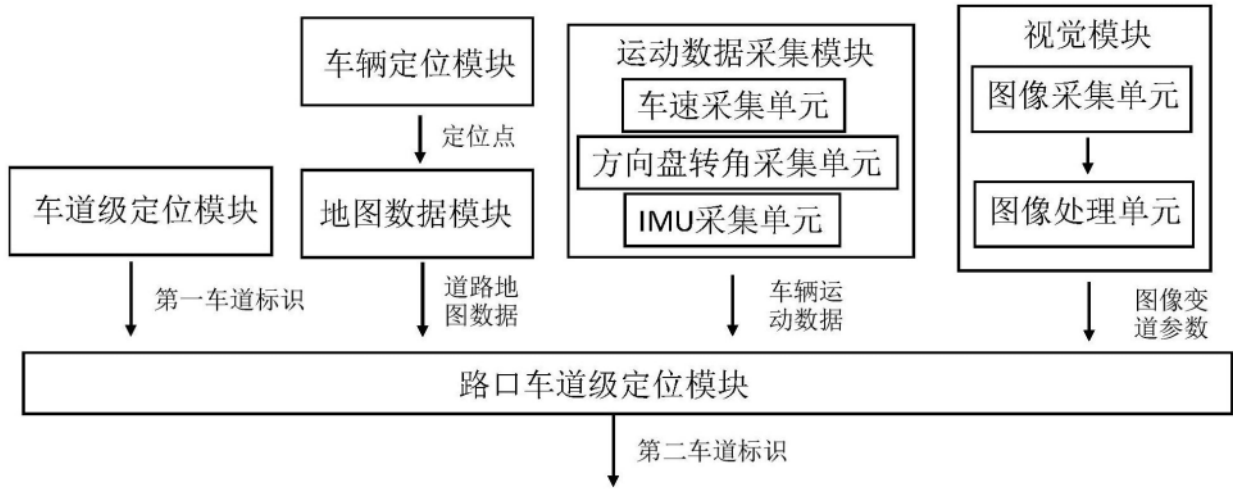 车辆定位模块
定位点
车道级定位模块
地图数据模块
运动数据采集模块
车速采集单元
方向盘转角采集单元
IMU采集单元
视觉模块
图像采集单元
图像处理单元
第一车道标识
道路地
图数据
车辆运
动数据
图像变
道参数
路口车道级定位模块
第二车道标识